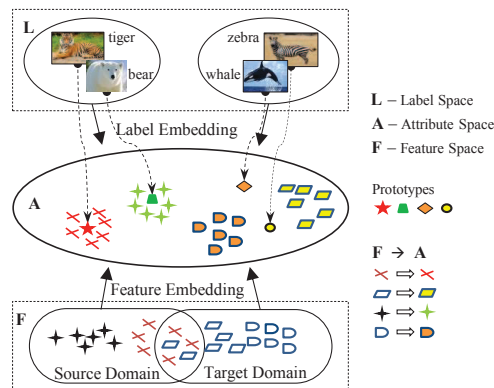 L
tiger
bear
zebra
whale
Label Embedding
A
Feature Embedding
F
Source Domain
Target Domain
L – Label Space
A – Attribute Space
F – Feature Space
Prototypes
F → A